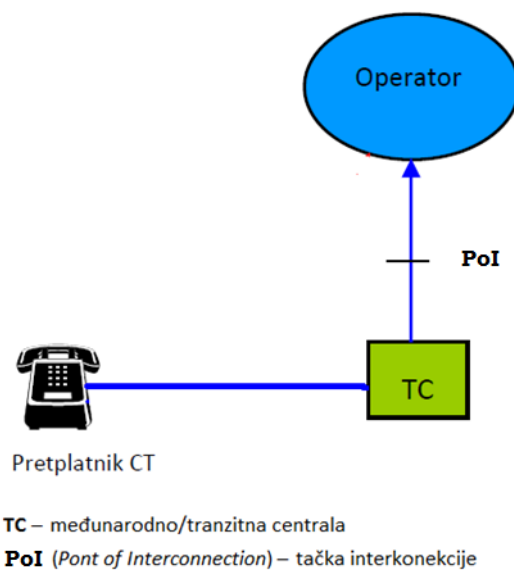 Operator
PoI
TC
Pretplatnik CT
TC – međunarodno/tranzitna centrala
PoI (Pont of Interconnection) – tačka interkonekcije